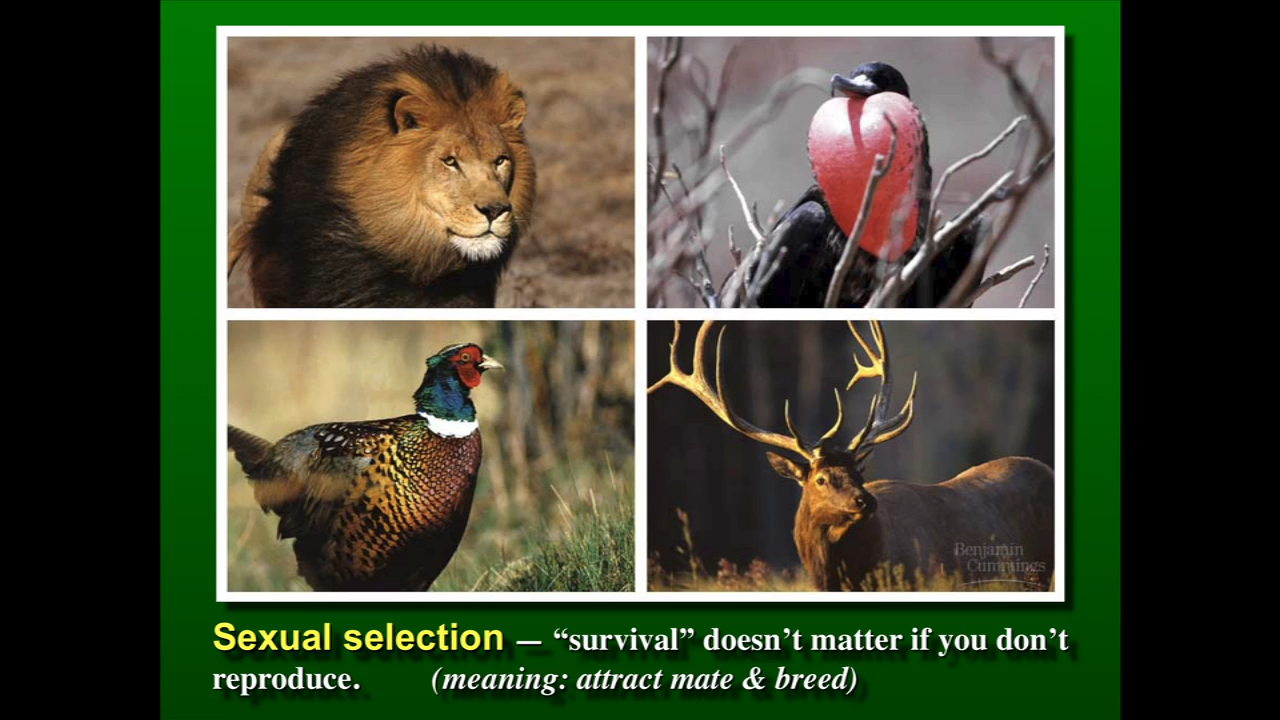 Benjamin
Cummings
Sexual selection — “survival” doesn’t matter if you don’t
reproduce. (meaning: attract mate & breed)